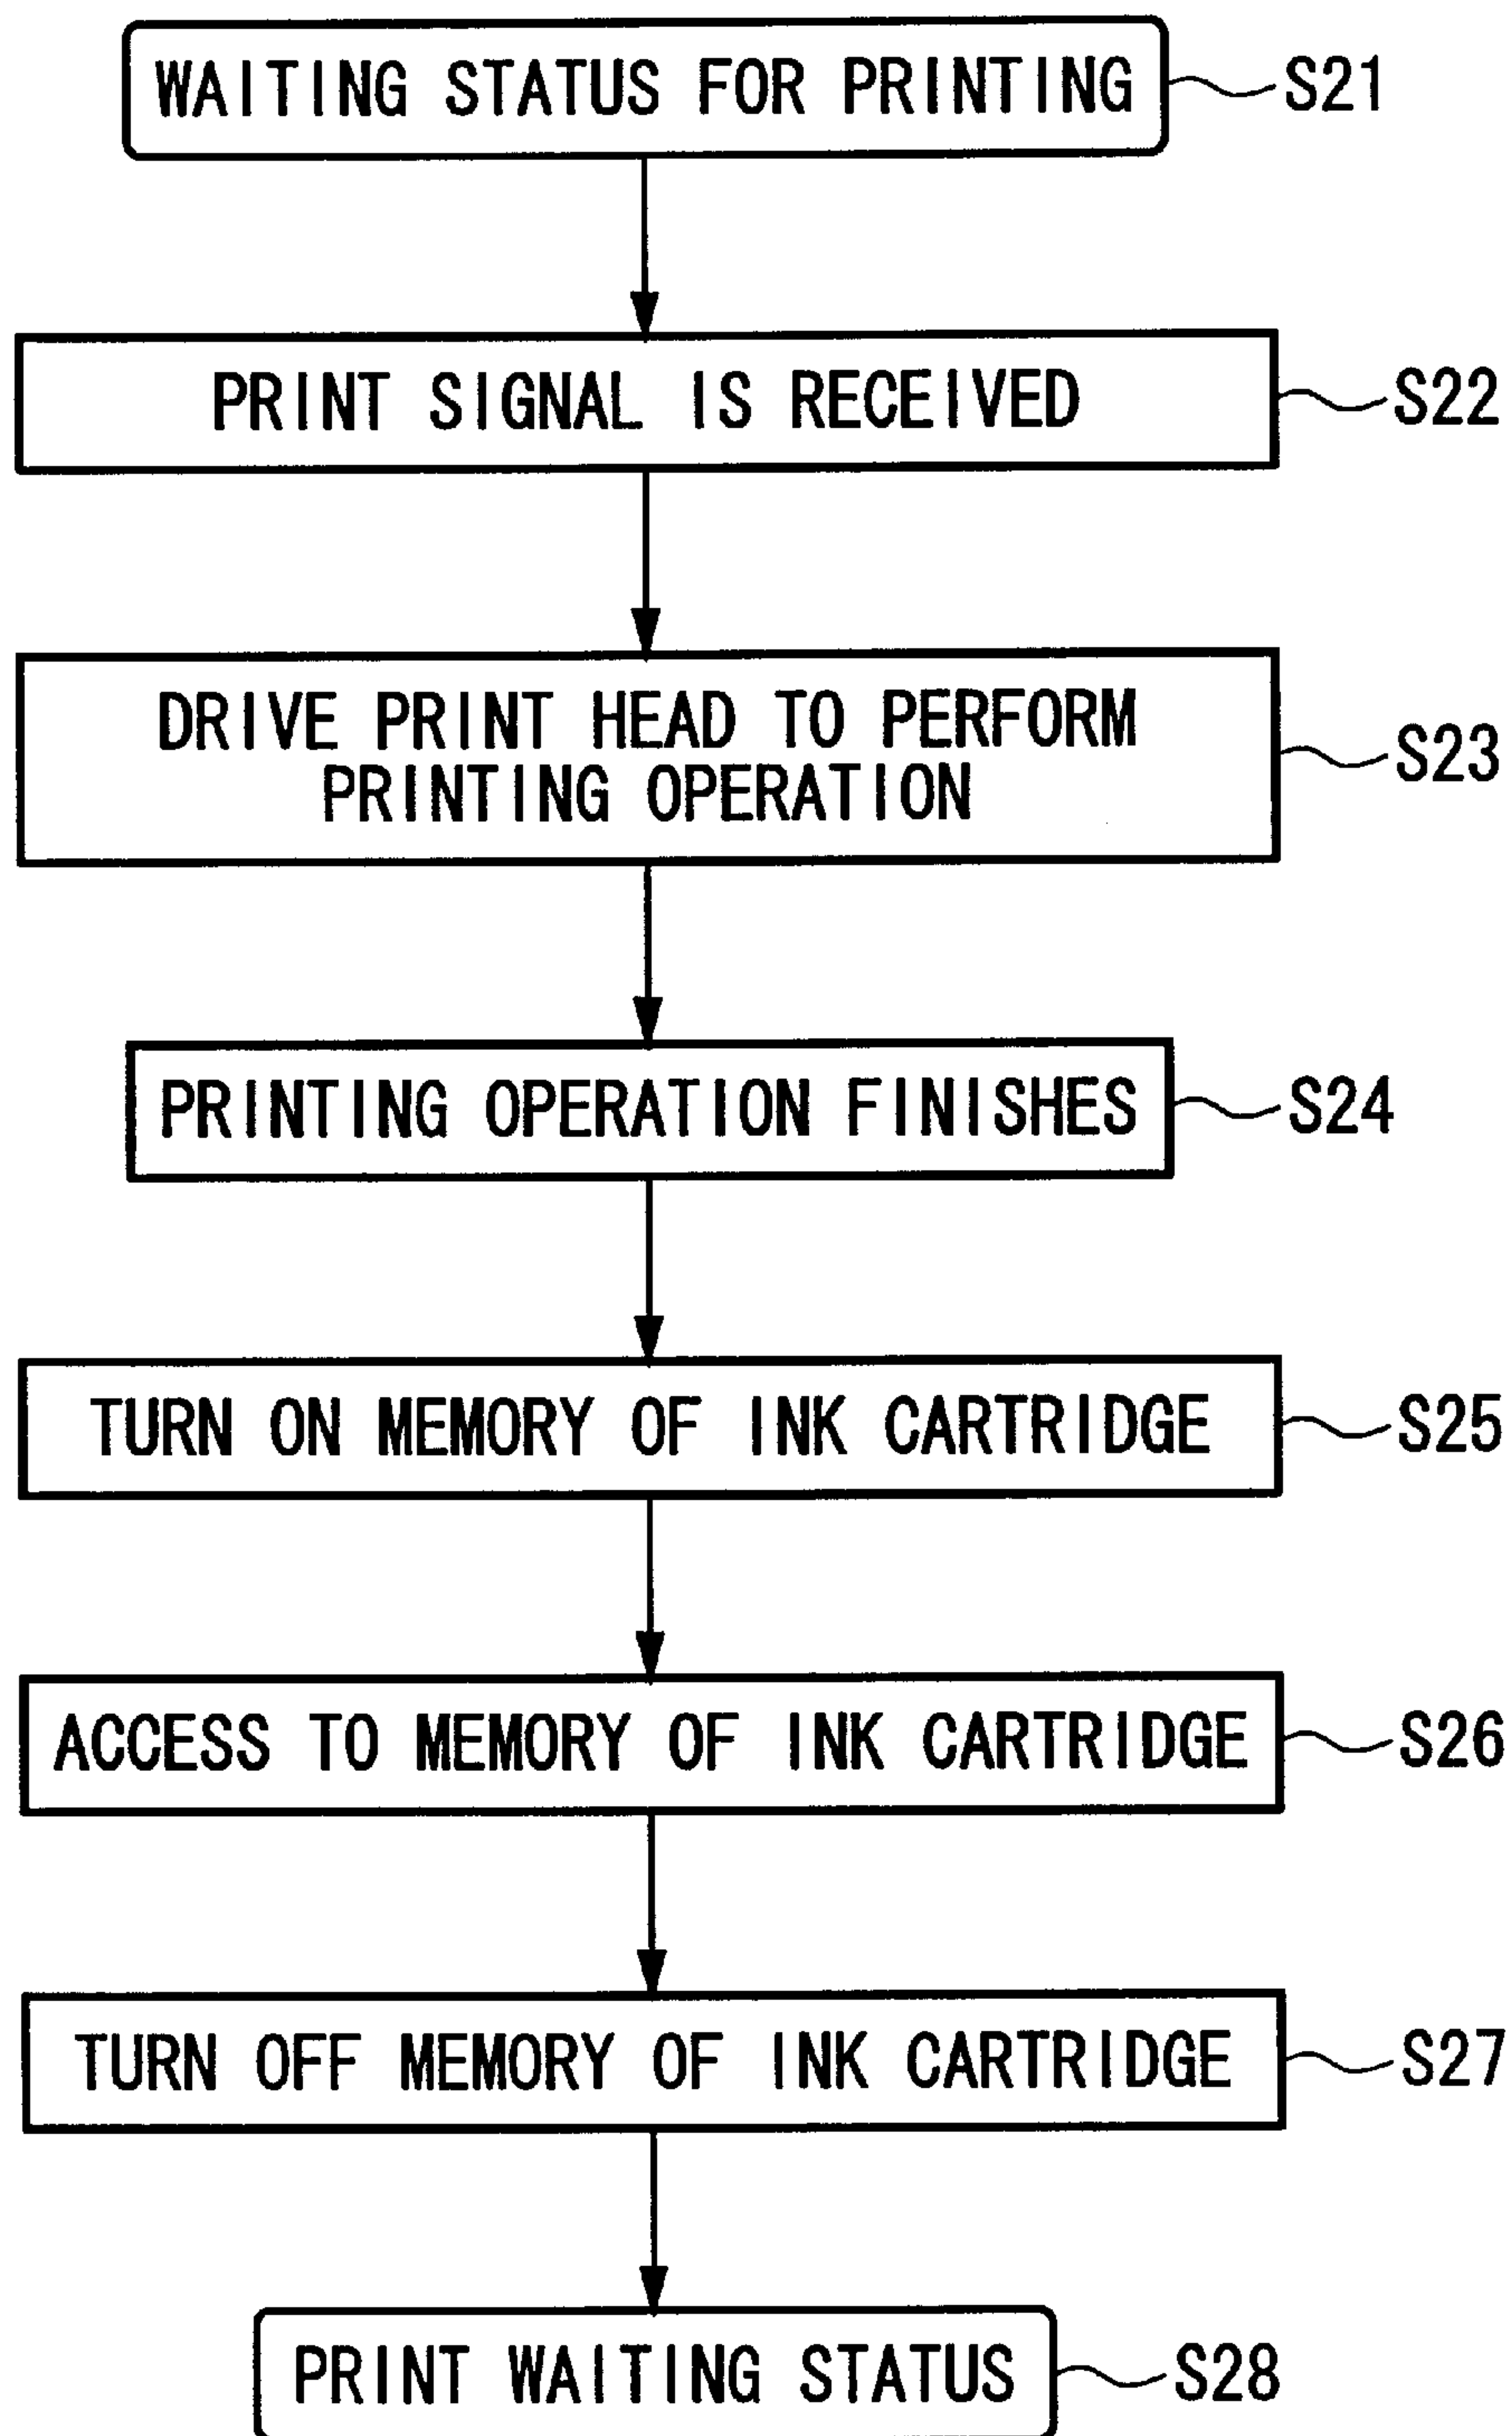 WAITING STATUS FOR PRINTING
S21
PRINT SIGNAL IS RECEIVED
S22
DRIVE PRINT HEAD TO PERFORM
PRINTING OPERATION
S23
PRINTING OPERATION FINISHES
S24
TURN ON MEMORY OF INK CARTRIDGE
S25
ACCESS TO MEMORY OF INK CARTRIDGE
S26
TURN OFF MEMORY OF INK CARTRIDGE
S27
PRINT WAITING STATUS
S28